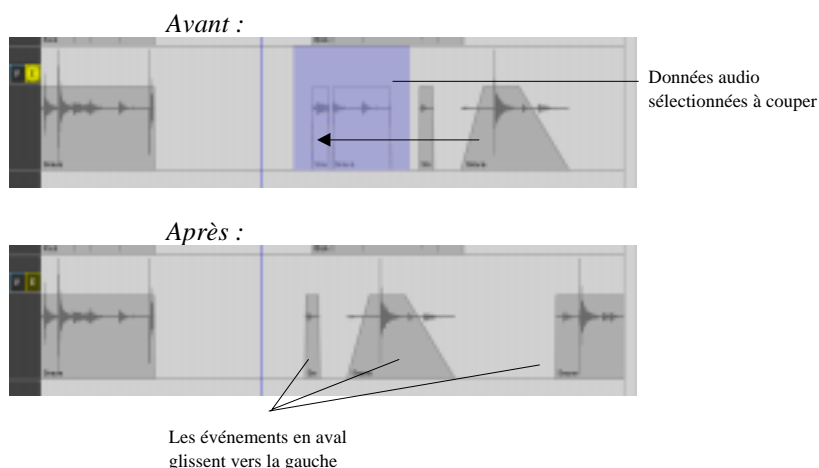 Avant :
Données audio
sélectionnées à couper
Après :
Les événements en aval
glissent vers la gauche